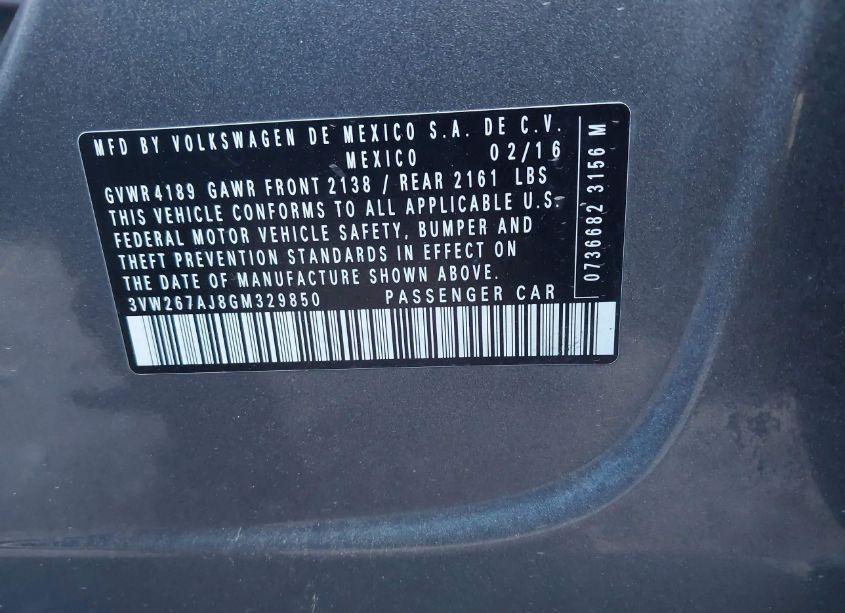 MFD BY VOLKSWAGEN DE MEXICO S.A. DE C.V.
MEXICO 02/16
GVWR 4189 GAWR FRONT 2138 / REAR 2161 LBS
THIS VEHICLE CONFORMS TO ALL APPLICABLE U.S.
FEDERAL MOTOR VEHICLE SAFETY, BUMPER AND
THEFT PREVENTION STANDARDS IN EFFECT ON
THE DATE OF MANUFACTURE SHOWN ABOVE.
3VW267AJ8GM329850 PASSENGER CAR
0736682 3156 M